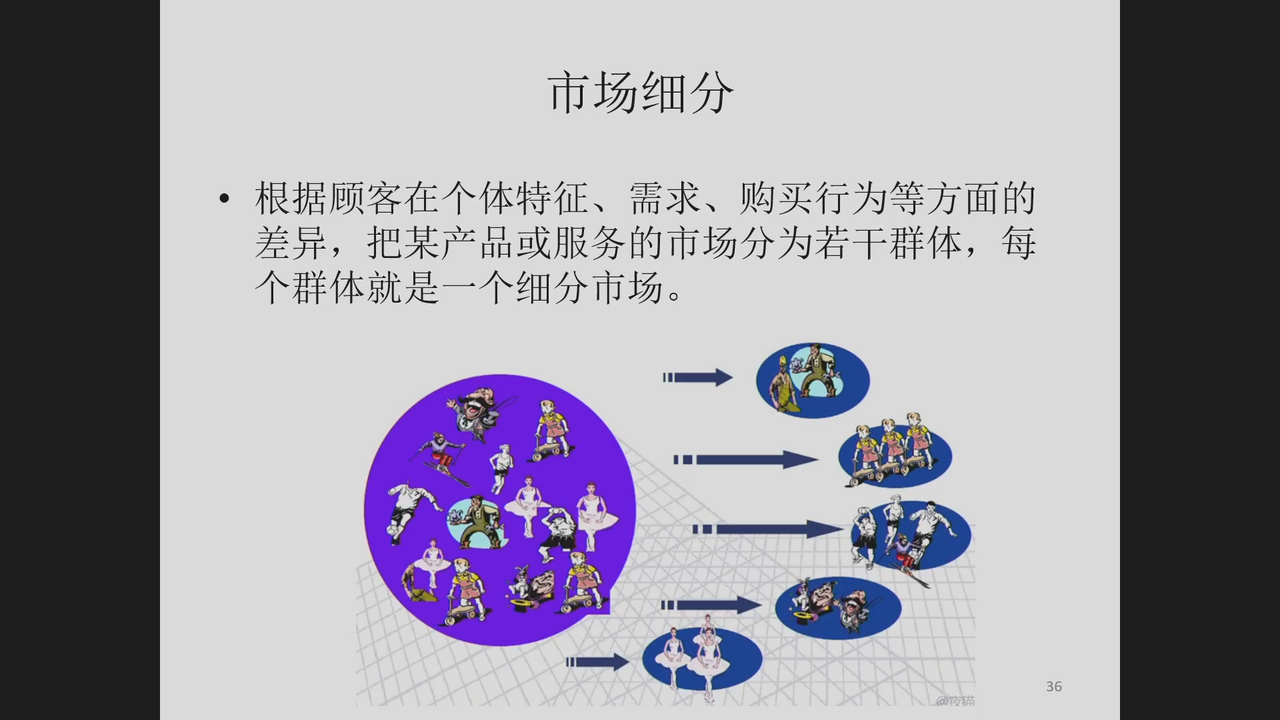 市场细分
• 根据顾客在个体特征、需求、购买行为等方面的
差异，把某产品或服务的市场分为若干群体，每
个群体就是一个细分市场。
36
@夜猫